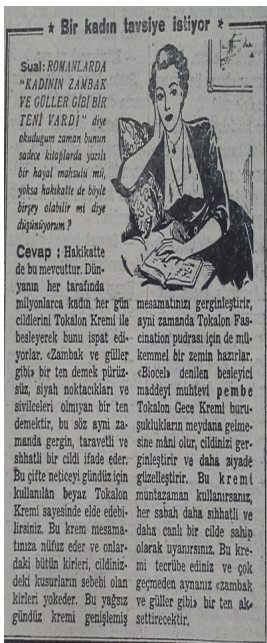 ★ Bir kadın tavsiye istiyor ★
Sual: ROMANLARDA
"KADININ ZAMBAK
VE GÜLLER GİBİ BİR
TENİ VARDİ" diye
okudugum zaman bunun
sadece kitaplarda yazılı
bir hayal mahsulü mü,
yoksa hakikatte de böyle
birşey olabilir mi diye
düşünüyorum ?
Cevap : Hakikatte
de bu mevcuttur. Dün-
yanın her tarafında
milyonlarca kadın her gün
cildlerini Tokalon Kremi ile
besleyerek bunu ispat edi-
yorlar. «Zambak ve güller
gibi» bir ten demek pürüz-
süz, siyah noktacıkları ve
sivilceleri olmıyan bir ten
demektir, bu söz ayni za-
manda gergin, taravetli ve
sıhhatli bir cildi ifade eder.
Bu çifte neticeyi gündüz için
kullanılan beyaz Tokalon
Kremi sayesinde elde edebi-
lirsiniz. Bu krem mesama-
tınıza nüfuz eder ve onlar-
daki bütün kirleri, cildiniz-
deki kusurların sebebi olan
kirleri yokeder. Bu yağsız
gündüz kremi genişlemiş
mesamatınızı gerginleştirir,
ayni zamanda Tokalon Fas-
cination pudrası için de mü-
kemmel bir zemin hazırlar.
«Biocel» denilen besleyici
maddeyi muhtevi pembe
Tokalon Gece Kremi buru-
şuklukların meydana gelme-
sine mâni olur, cildinizi ger-
ginleştirir ve daha ziyade
güzelleştirir. Bu kremi
muntazaman kullanırsanız,
her sabah daha sıhhatli ve
daha canlı bir cilde sahip
olarak uyanırsınız. Bu kre-
mi tecrübe ediniz ve çok
geçmeden aynanız «zambak
ve güller gibi» bir ten ak-
settirecektir.